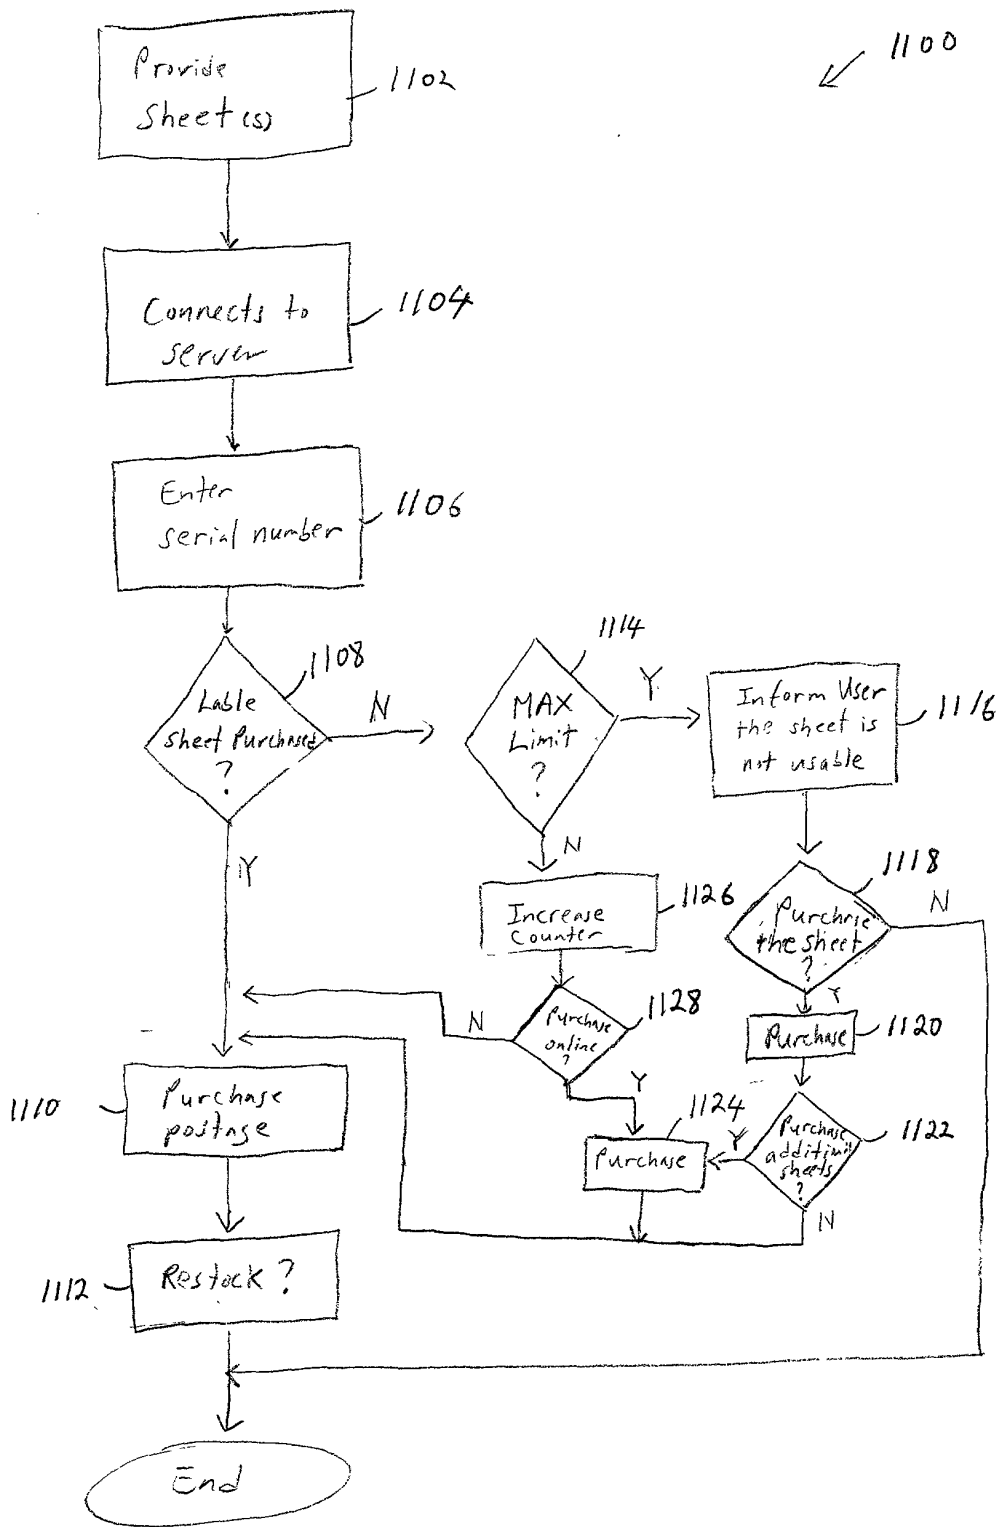 1100
Provide
Sheet(s)
1102
Connects to
server
1104
Enter
serial number
1106
Lable
sheet Purchased
?
1108
N
Y
MAX
Limit
?
1114
Y
N
Inform User
the sheet is
not usable
1116
Increase
Counter
1126
Purchase
the sheet
?
1118
N
Y
Purchase
online
?
1128
N
Y
Purchase
1120
Purchase
1124
Purchase
sheets
?
1122
Y
N
Purchase
postage
1110
Restock?
1112
End